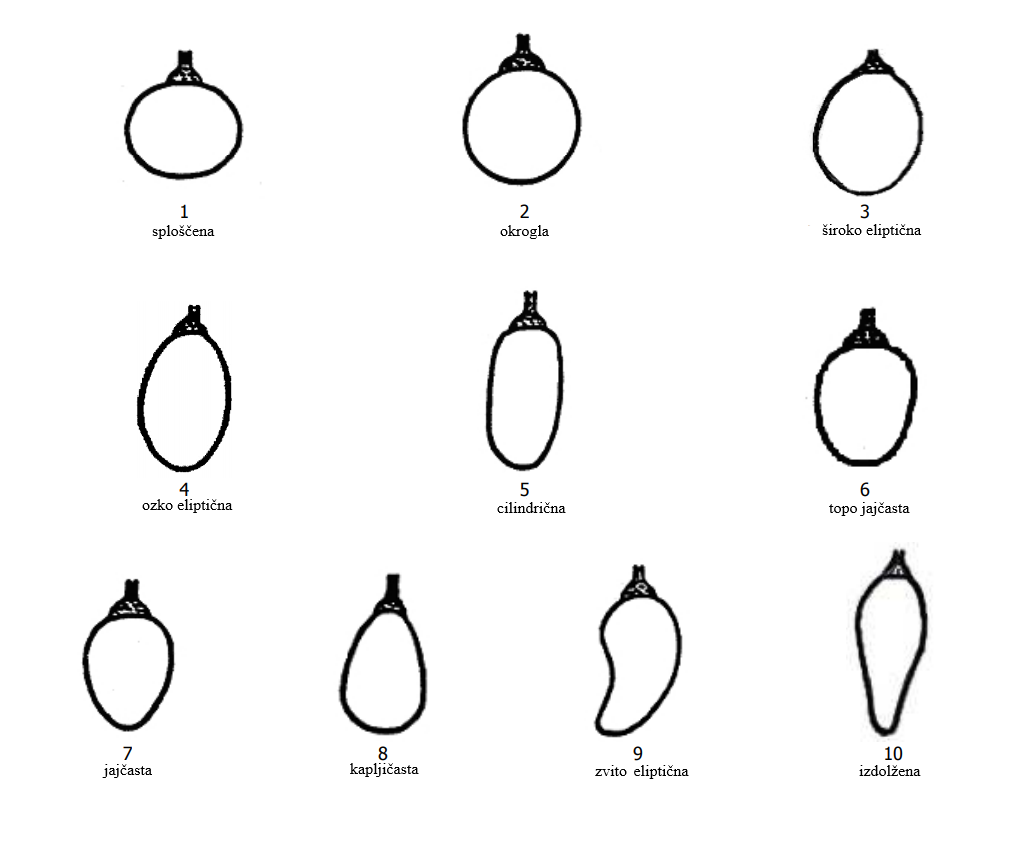 1
sploščena
2
okrogla
3
široko eliptična
4
ozko eliptična
5
cilindrična
6
topo jajčasta
7
jajčasta
8
kapljičasta
9
zvito eliptična
10
izdolžena